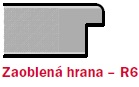 Zaoblená hrana – R6